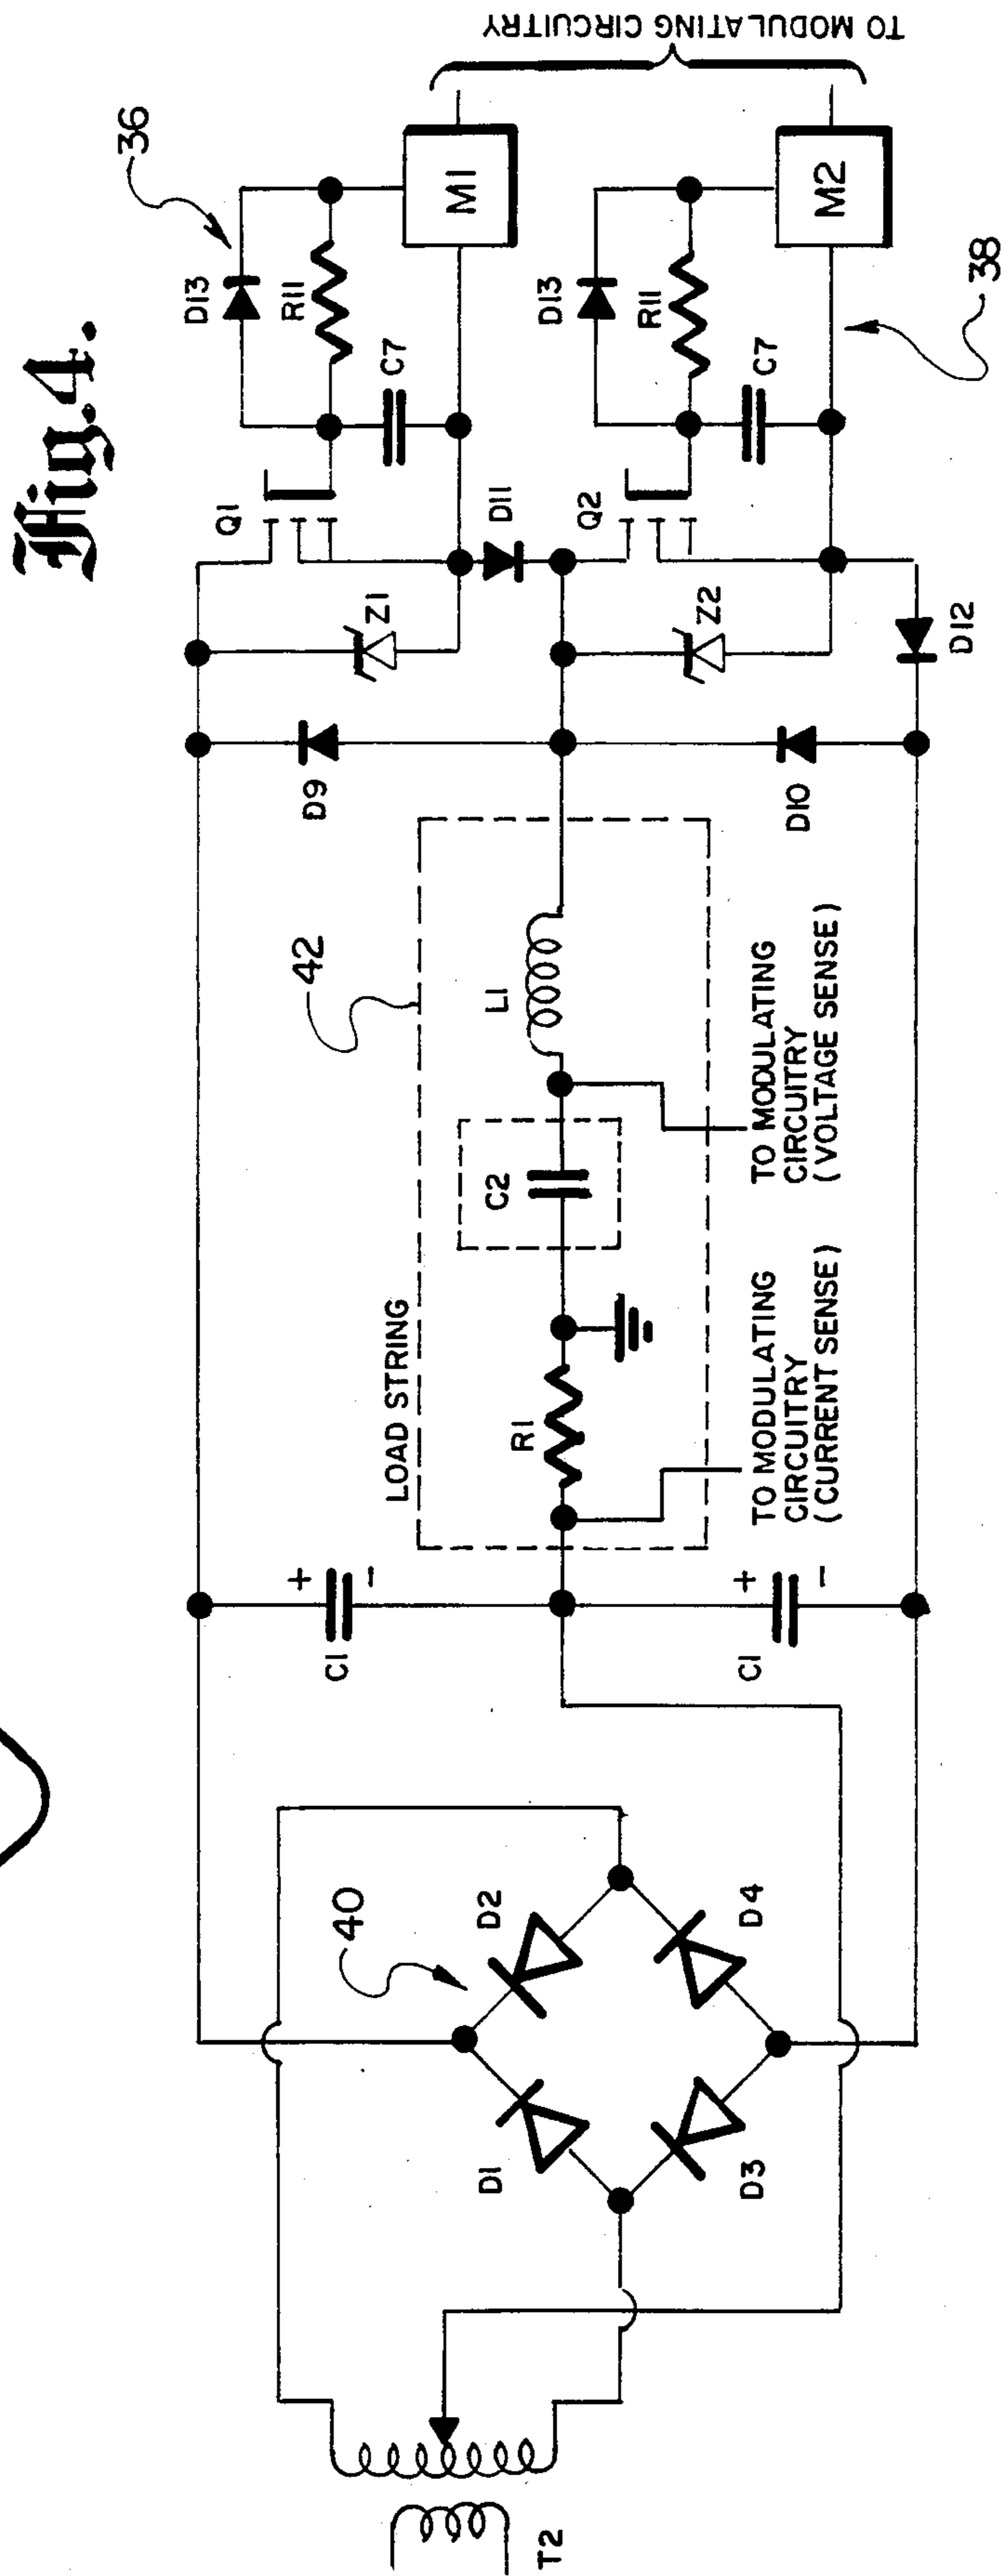 Fig.4.
36
D13
R11
C7
M1
Q1
Z1
D11
D9
TO MODULATING CIRCUITRY
D13
R11
C7
M2
Q2
Z2
D12
D10
38
42
LOAD STRING
L1
C2
R1
TO MODULATING
CIRCUITRY
(VOLTAGE SENSE)
TO MODULATING
CIRCUITRY
(CURRENT SENSE)
+
C1
-
+
C1
-
40
D2
D4
D1
D3
T2